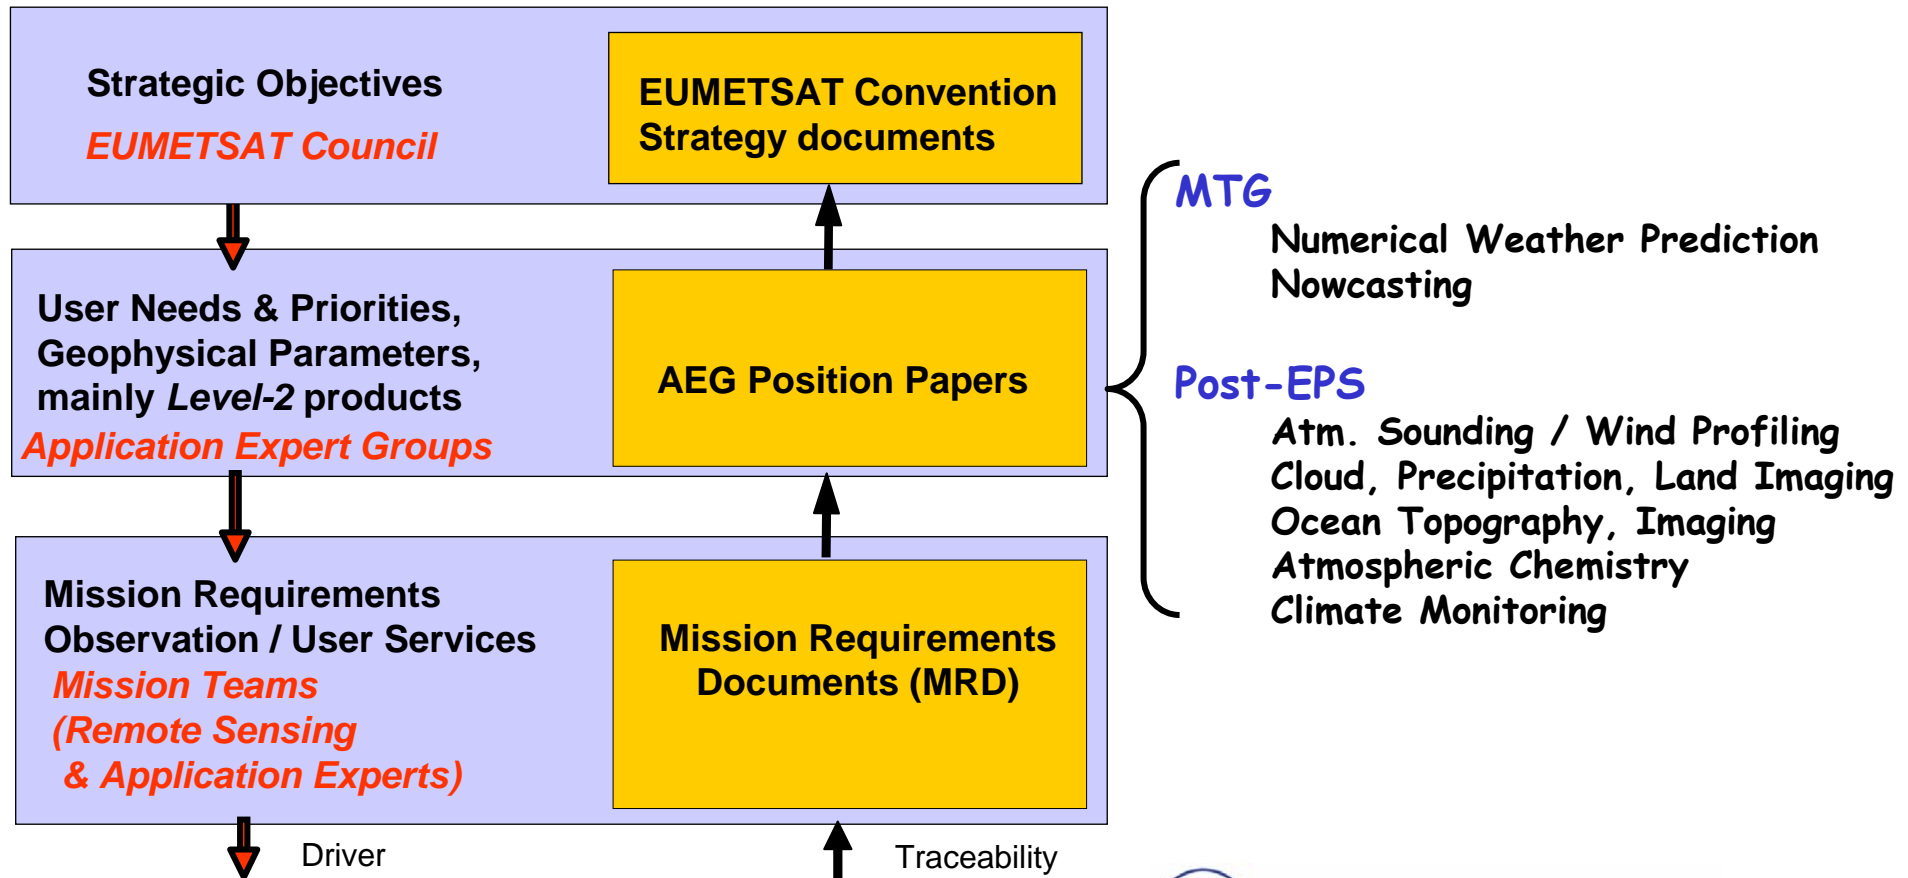 Strategic Objectives
EUMETSAT Council
EUMETSAT Convention
Strategy documents
User Needs & Priorities,
Geophysical Parameters,
mainly Level-2 products
Application Expert Groups
AEG Position Papers
Mission Requirements
Observation / User Services
Mission Teams
(Remote Sensing
& Application Experts)
Mission Requirements
Documents (MRD)
Driver
Traceability
MTG
Numerical Weather Prediction
Nowcasting
Post-EPS
Atm. Sounding / Wind Profiling
Cloud, Precipitation, Land Imaging
Ocean Topography, Imaging
Atmospheric Chemistry
Climate Monitoring